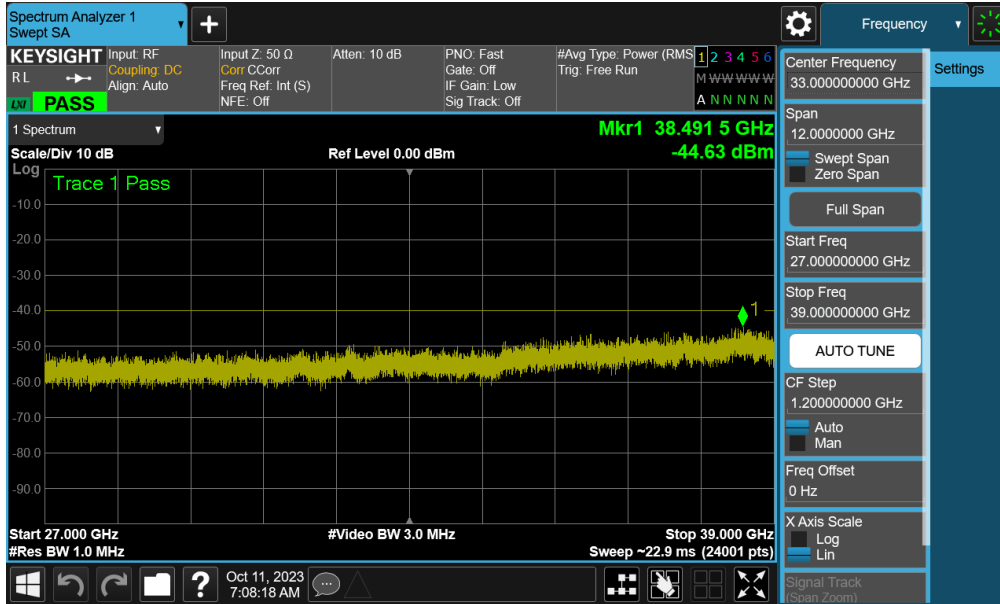 Spectrum Analyzer 1
Swept SA
+
Frequency
KEYSIGHT
RL
LXI
PASS
Input: RF
Coupling: DC
Align: Auto
Input Z: 50 Ω
Corr CCorr
Freq Ref: Int (S)
NFE: Off
Atten: 10 dB
PNO: Fast
Gate: Off
IF Gain: Low
Sig Track: Off
#Avg Type: Power (RMS
Trig: Free Run
1 2 3 4 5 6
M W W W W W
A N N N N N
1 Spectrum
Mkr1 38.491 5 GHz
Scale/Div 10 dB
Ref Level 0.00 dBm
-44.63 dBm
Log
Trace 1 Pass
-10.0
-20.0
-30.0
-40.0
1
-50.0
-60.0
-70.0
-80.0
-90.0
Start 27.000 GHz
#Video BW 3.0 MHz
Stop 39.000 GHz
#Res BW 1.0 MHz
Sweep ~22.9 ms (24001 pts)
Center Frequency
33.000000000 GHz
Span
12.0000000 GHz
Swept Span
Zero Span
Full Span
Start Freq
27.000000000 GHz
Stop Freq
39.000000000 GHz
AUTO TUNE
CF Step
1.200000000 GHz
Auto
Man
Freq Offset
0 Hz
X Axis Scale
Log
Lin
Signal Track
(Span Zoom)
Settings
?
Oct 11, 2023
7:08:18 AM